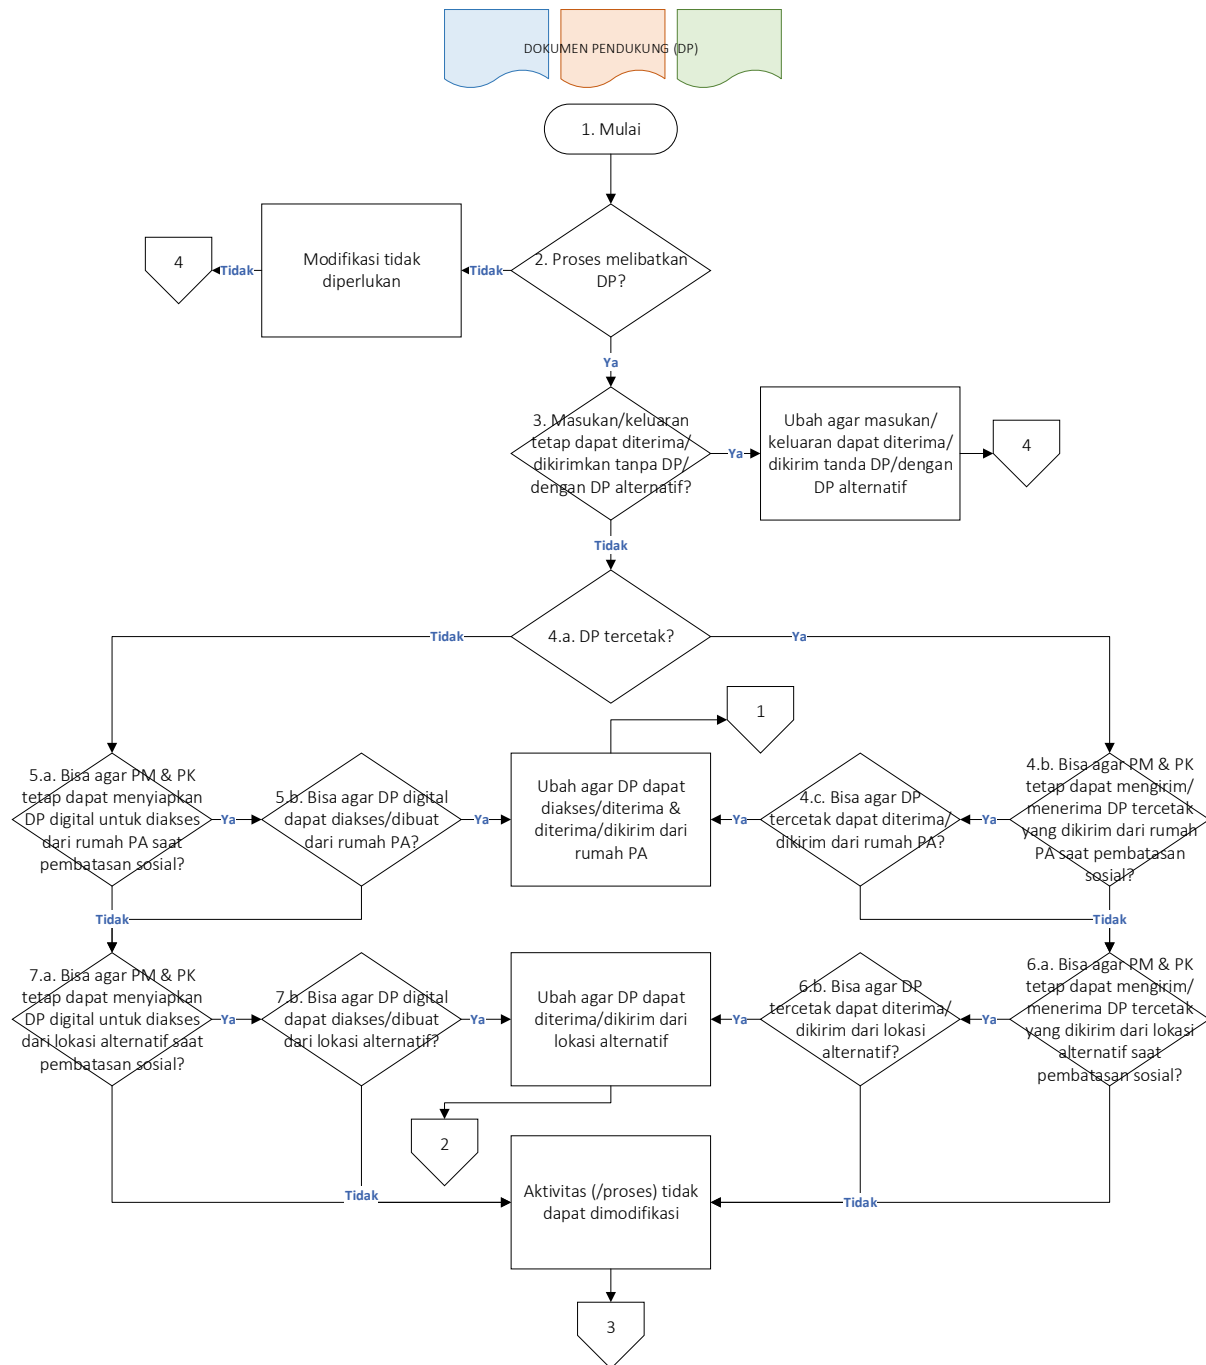 DOKUMEN PENDUKUNG (DP)
1. Mulai
2. Proses melibatkan
DP?
Tidak
Modifikasi tidak
diperlukan
Tidak
4
Ya
3. Masukan/keluaran
tetap dapat diterima/
dikirimkan tanpa DP/
dengan DP alternatif?
Ya
Ubah agar masukan/
keluaran dapat diterima/
dikirim tanda DP/dengan
DP alternatif
4
Tidak
4.a. DP tercetak?
Tidak
Ya
1
5.a. Bisa agar PM & PK
tetap dapat menyiapkan
DP digital untuk diakses
dari rumah PA saat
pembatasan sosial?
Ya
5.b. Bisa agar DP digital
dapat diakses/dibuat
dari rumah PA?
Ya
Ubah agar DP dapat
diakses/diterima &
diterima/dikirim dari
rumah PA
Ya
4.c. Bisa agar DP
tercetak dapat diterima/
dikirim dari rumah PA?
Ya
4.b. Bisa agar PM & PK
tetap dapat mengirim/
menerima DP tercetak
yang dikirim dari rumah
PA saat pembatasan
sosial?
Tidak
Tidak
7.a. Bisa agar PM & PK
tetap dapat menyiapkan
DP digital untuk diakses
dari lokasi alternatif saat
pembatasan sosial?
Ya
7.b. Bisa agar DP digital
dapat diakses/dibuat
dari lokasi alternatif?
Ya
Ubah agar DP dapat
diterima/dikirim dari
lokasi alternatif
Ya
6.b. Bisa agar DP
tercetak dapat diterima/
dikirim dari lokasi
alternatif?
Ya
6.a. Bisa agar PM & PK
tetap dapat mengirim/
menerima DP tercetak
yang dikirim dari lokasi
alternatif saat
pembatasan sosial?
2
Tidak
Aktivitas (/proses) tidak
dapat dimodifikasi
Tidak
3